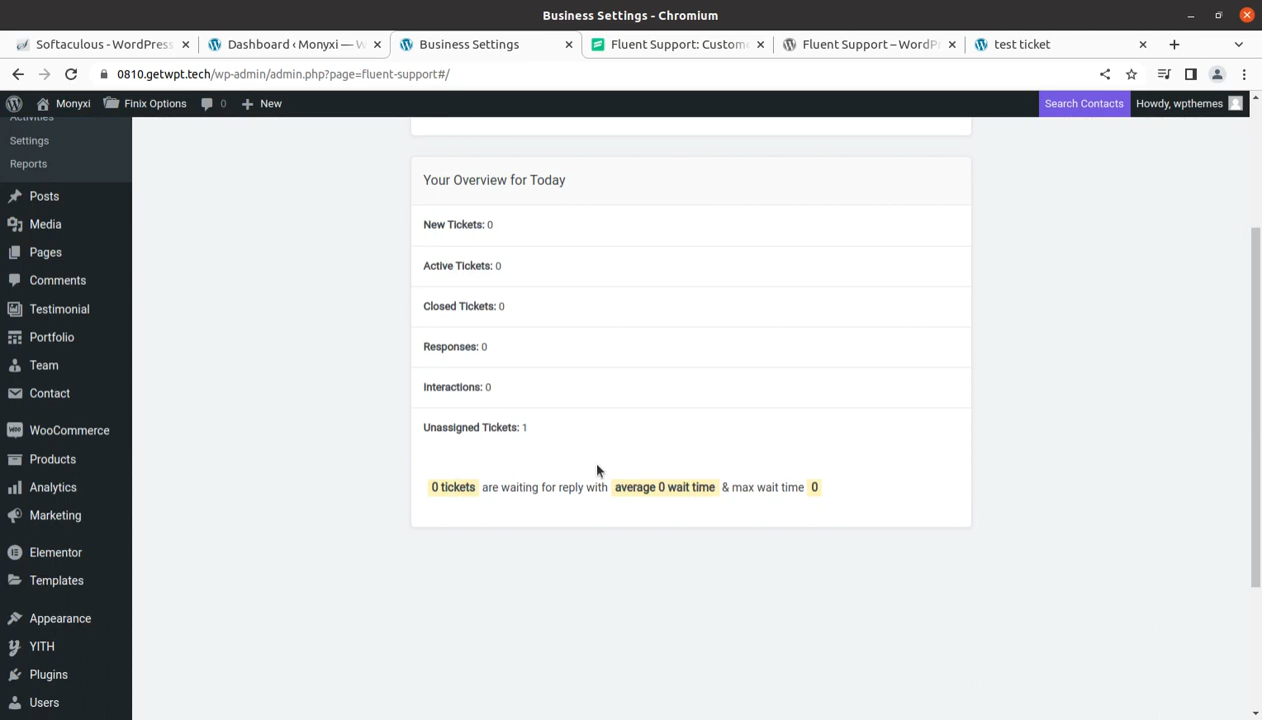 Business Settings - Chromium
Softaculous - WordPress
Dashboard ‹ Monyxi — W
Business Settings
Fluent Support: Custome
Fluent Support – WordPr
test ticket
0810.getwpt.tech/wp-admin/admin.php?page=fluent-support#/
Monyxi
Finix Options
0
New
Search Contacts
Howdy, wpthemes
Activities
Settings
Reports
Posts
Media
Pages
Comments
Testimonial
Portfolio
Team
Contact
WooCommerce
Products
Analytics
Marketing
Elementor
Templates
Appearance
YITH
Plugins
Users
Your Overview for Today
New Tickets: 0
Active Tickets: 0
Closed Tickets: 0
Responses: 0
Interactions: 0
Unassigned Tickets: 1
0 tickets are waiting for reply with average 0 wait time & max wait time 0